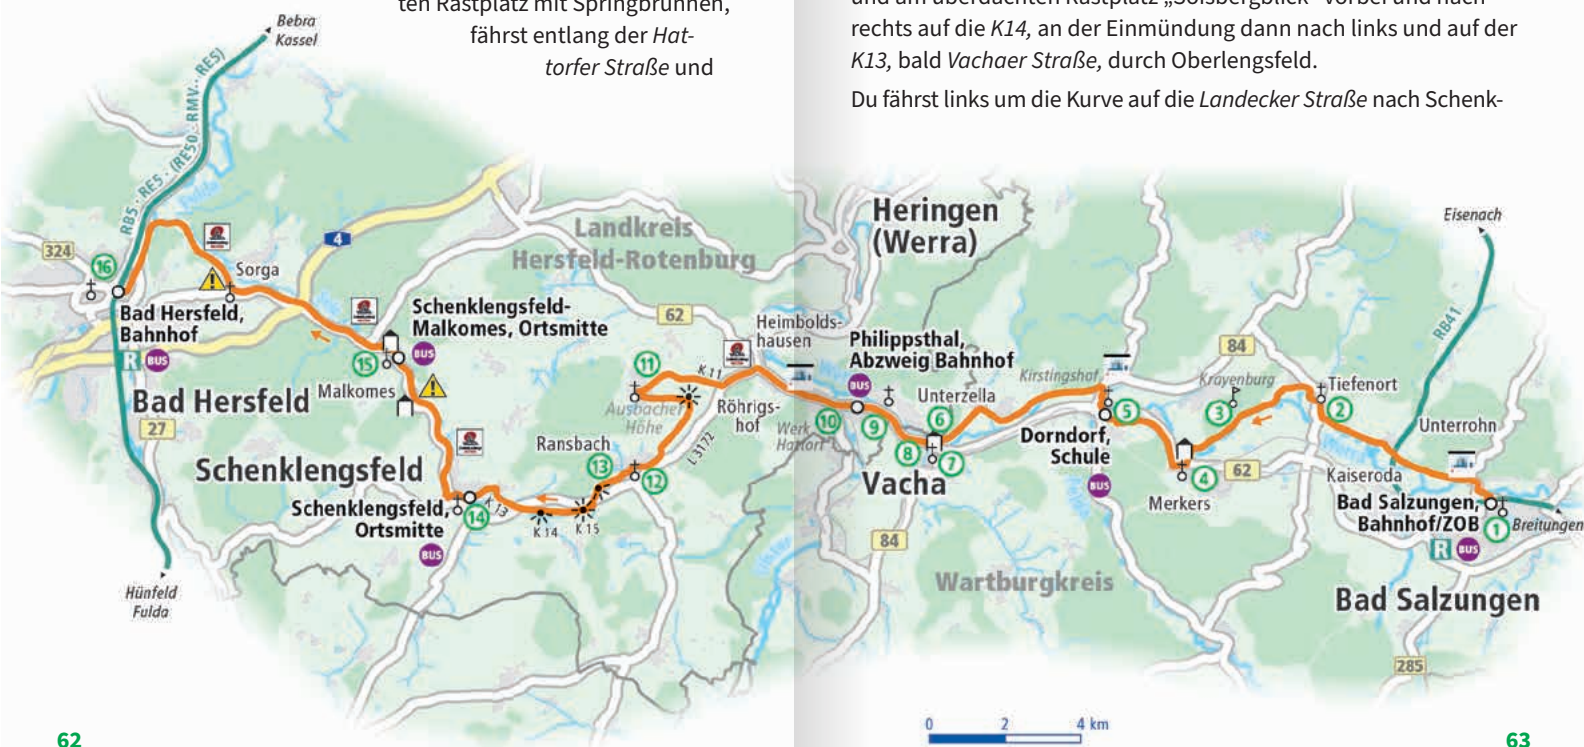 ten Rastplatz mit Springbrunnen,
fährst entlang der Hat-
torfer Straße und
rechts auf die K14, an der Einmündung dann nach links und auf der
K13, bald Vachaer Straße, durch Oberlengsfeld.
Du fährst links um die Kurve auf die Landecker Straße nach Schenk-
Bebra
Kassel
RB5 · RE5 · (RE50 · RMV · RE5)
Fulda
324
16
Sorga
4
Bad Hersfeld,
Bahnhof
R
BUS
Bad Hersfeld
27
Hünfeld
Fulda
Landkreis
Hersfeld-Rotenburg
Schenklengsfeld-
Malkomes, Ortsmitte
BUS
15
Malkomes
62
Heimbolds-
hausen
11
K 11
Ausbacher
Höhe
Röhrigs-
hof
L 3172
Ransbach
13
12
Schenklengsfeld
Schenklengsfeld,
Ortsmitte
14
K 13
K 14
K 15
BUS
Heringen
(Werra)
Philippsthal,
Abzweig Bahnhof
BUS
Werk
Hattorf
10
9
8
7
6
Unterzella
Vacha
84
Kirstingshof
5
Dorndorf,
Schule
BUS
84
Krayenburg
3
Tiefenort
2
4
62
Merkers
Wartburgkreis
Eisenach
RB41
Unterrohn
Kaiseroda
Bad Salzungen,
Bahnhof/ZOB
1
Breitungen
R
BUS
Bad Salzungen
285
0 2 4 km
62
63